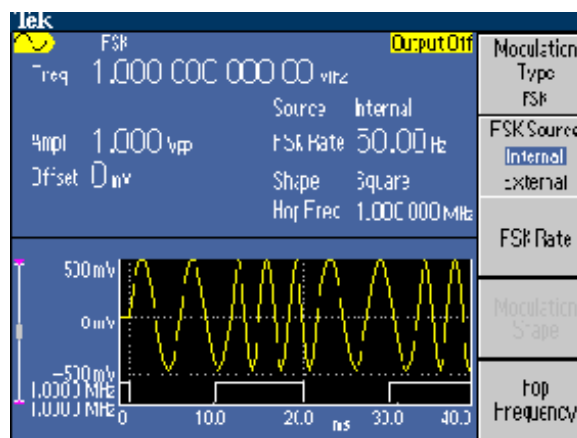 Tek
FSK Output Off
Freq 1.000 000 000 00 MHz
Source Internal
Ampl 1.000 Vpp FSK Rate 50.00 Hz
Offset 0 mV Shape Square
Hop Freq 1.000 000 MHz
Modulation
Type
FSK
FSK Source
Internal
External
FSK Rate
Modulation
Shape
Hop
Frequency
500 mV
0 mV
-500 mV
1.0000 MHz
1.0000 MHz
0 10.0 20.0 ms 30.0 40.0